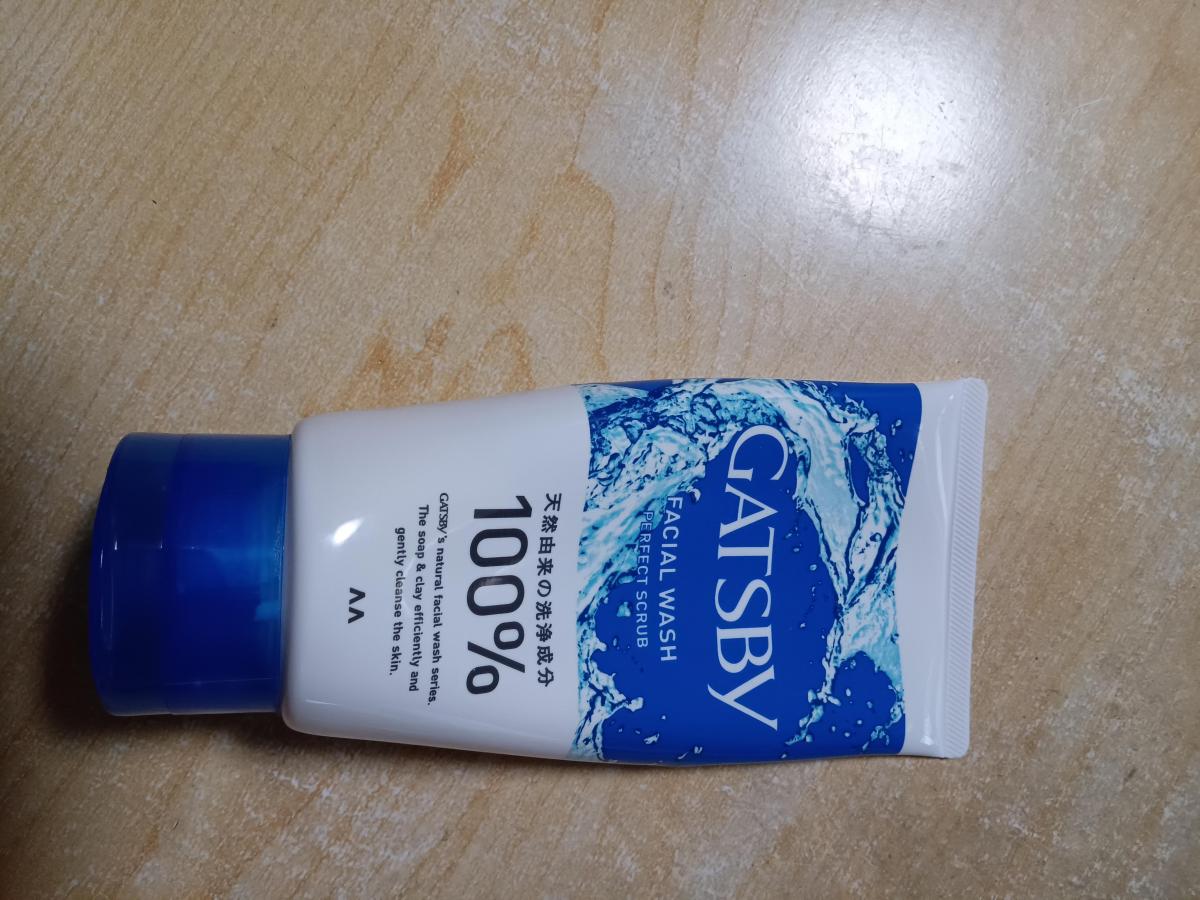 GATSBY
FACIAL WASH
PERFECT SCRUB
天然由来の洗浄成分
100%
GATSBY's natural facial wash series.
The soap & clay efficiently and
gently cleanse the skin.